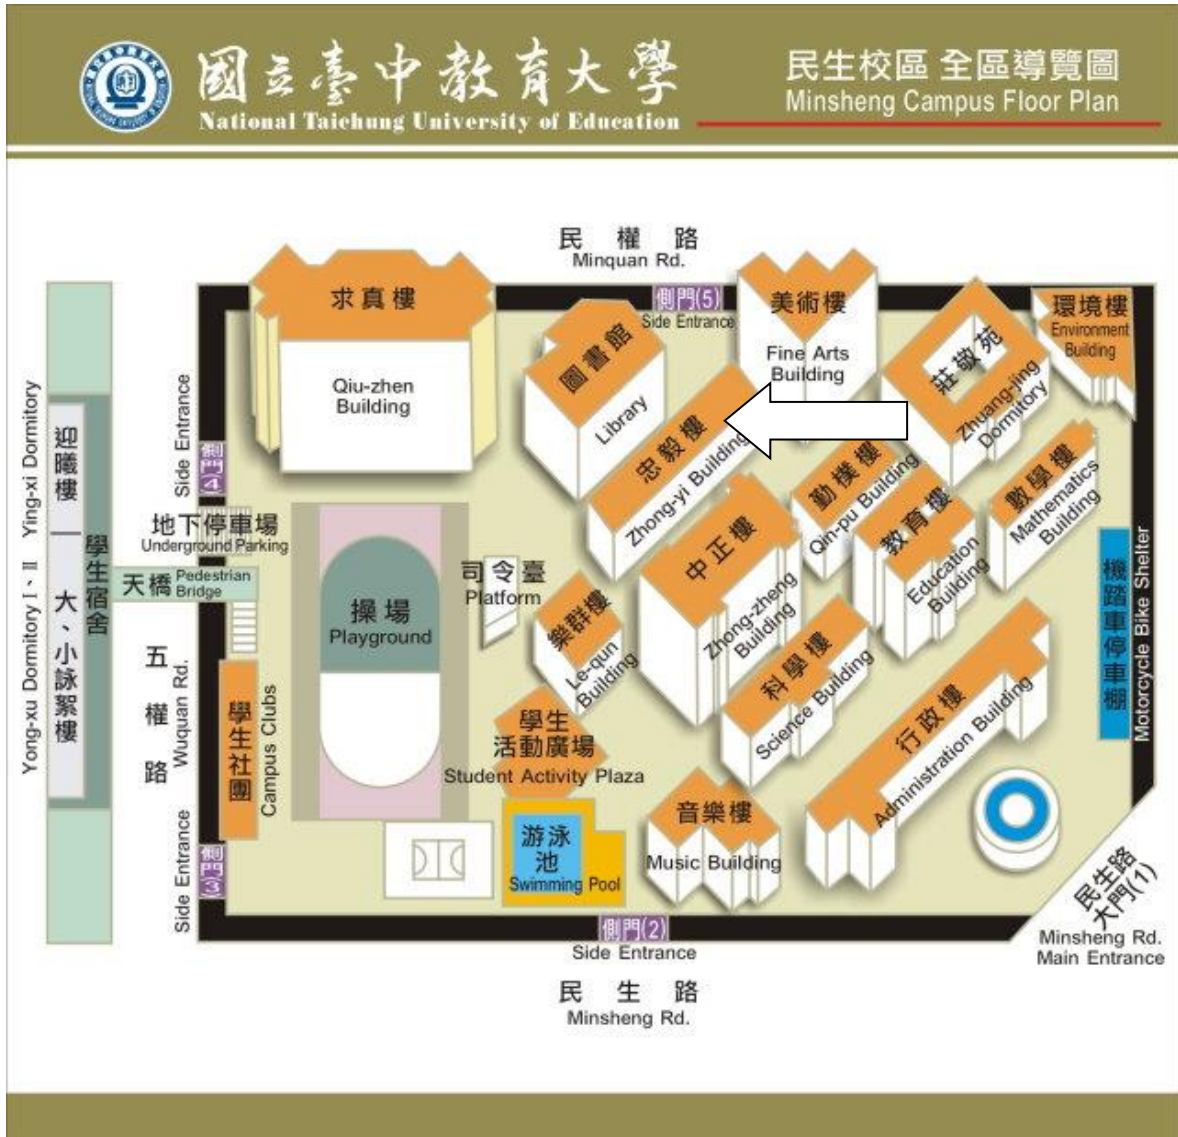 國立臺中教育大學
National Taichung University of Education
民生校區 全區導覽圖
Minsheng Campus Floor Plan
民權路
Minquan Rd.
求真樓
Qiu-zhen
Building
圖書館
Library
側門(5)
Side Entrance
美術樓
Fine Arts
Building
莊敬苑
Zhuang-jing
Dormitory
環境樓
Environment
Building
忠毅樓
Zhong-yi Building
勤樸樓
Qin-pu Building
教育樓
Education
Building
數學樓
Mathematics
Building
中正樓
Zhong-zheng
Building
科學樓
Science Building
行政樓
Administration Building
機踏車停車棚
Motorcycle Bike Shelter
Side Entrance
側門(4)
地下停車場
Underground Parking
天橋
Pedestrian
Bridge
迎曦樓
Ying-xi Dormitory
大、小詠絮樓
Yong-xu Dormitory I、II
學生宿舍
五權路
Wuquan Rd.
學生社團
Campus Clubs
操場
Playground
司令臺
Platform
樂群樓
Le-qun
Building
學生
活動廣場
Student Activity Plaza
游泳
池
Swimming Pool
音樂樓
Music Building
Side Entrance
側門(3)
側門(2)
Side Entrance
民生路
Minsheng Rd.
民生路
大門(1)
Minsheng Rd.
Main Entrance